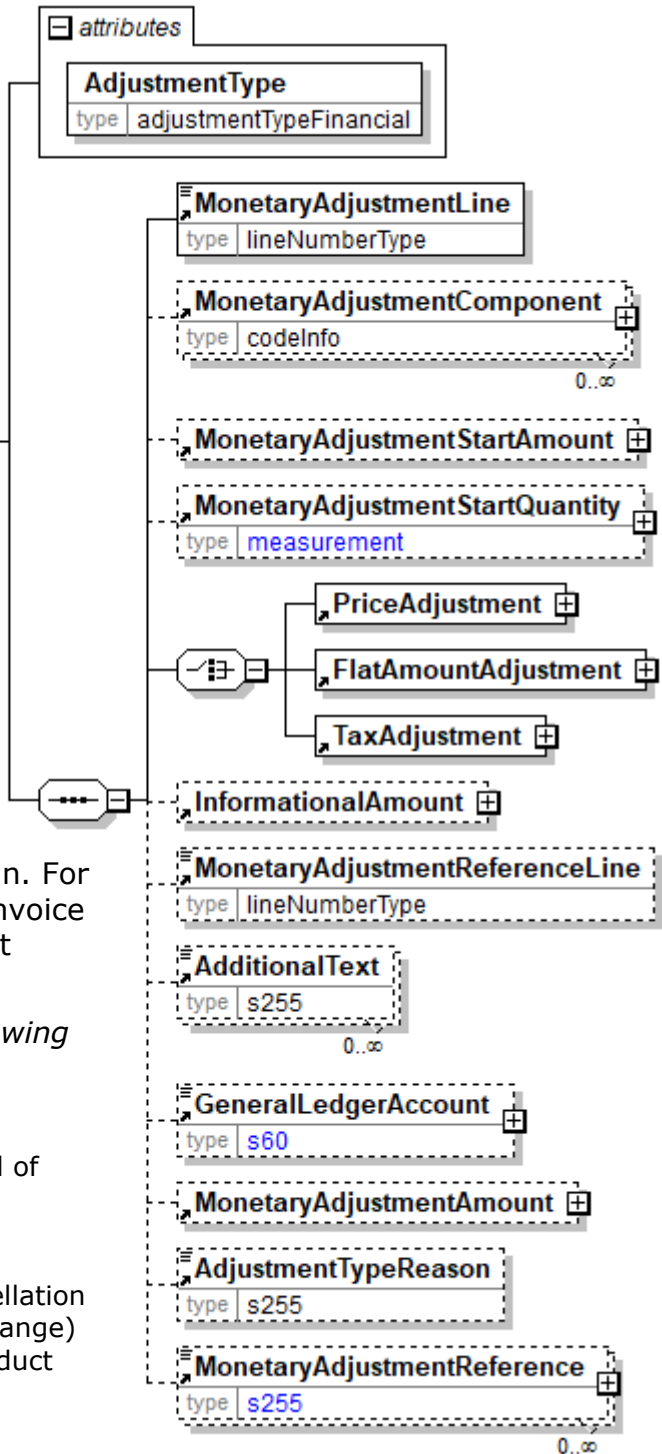 attributes
AdjustmentType
type adjustmentTypeFinancial
MonetaryAdjustmentLine
type lineNumberType
MonetaryAdjustmentComponent
type codeInfo
0..∞
MonetaryAdjustmentStartAmount
MonetaryAdjustmentStartQuantity
type measurement
PriceAdjustment
FlatAmountAdjustment
TaxAdjustment
InformationalAmount
n. For
MonetaryAdjustmentReferenceLine
nvoice
type lineNumberType
t
AdditionalText
type s255
wing
0..∞
GeneralLedgerAccount
type s60
l of
MonetaryAdjustmentAmount
AdjustmentTypeReason
ellation
type s255
ange)
duct
MonetaryAdjustmentReference
type s255
0..∞